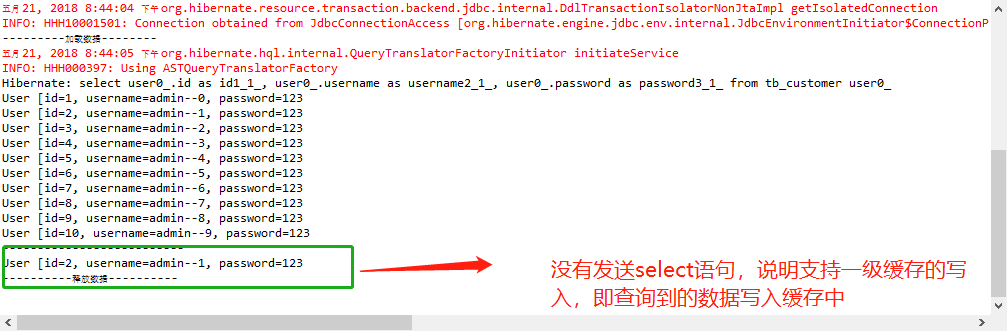 五月 21, 2018 8:44:04 下午 org.hibernate.resource.transaction.backend.jdbc.internal.DdlTransactionIsolatorNonJtaImpl getIsolatedConnection
INFO: HHH10001501: Connection obtained from JdbcConnectionAccess [org.hibernate.engine.jdbc.env.internal.JdbcEnvironmentInitiator$ConnectionP
---------加载数据--------
五月 21, 2018 8:44:05 下午 org.hibernate.hql.internal.QueryTranslatorFactoryInitiator initiateService
INFO: HHH000397: Using ASTQueryTranslatorFactory
Hibernate: select user0_.id as id1_1_, user0_.username as username2_1_, user0_.password as password3_1_ from tb_customer user0_
User [id=1, username=admin--0, password=123
User [id=2, username=admin--1, password=123
User [id=3, username=admin--2, password=123
User [id=4, username=admin--3, password=123
User [id=5, username=admin--4, password=123
User [id=6, username=admin--5, password=123
User [id=7, username=admin--6, password=123
User [id=8, username=admin--7, password=123
User [id=9, username=admin--8, password=123
User [id=10, username=admin--9, password=123
--------------------------
User [id=2, username=admin--1, password=123
----------释放数据----------
没有发送select语句，说明支持一级缓存的写
入，即查询到的数据写入缓存中